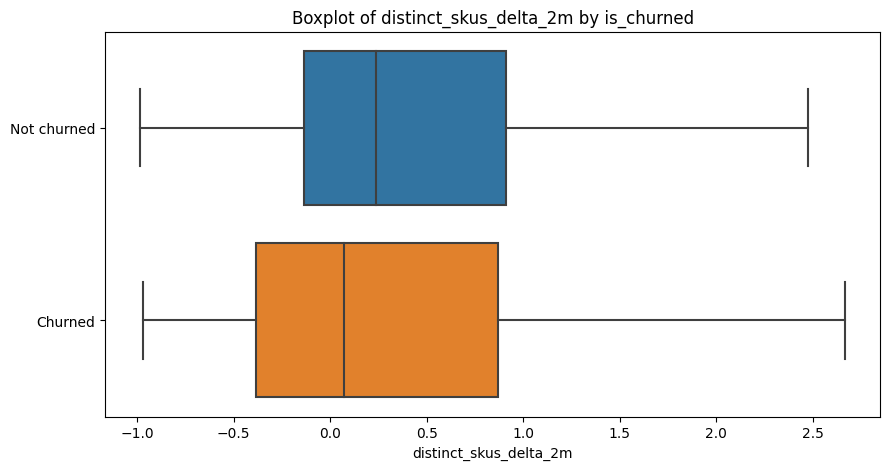 Boxplot of distinct_skus_delta_2m by is_churned
Not churned
Churned
−1.0 −0.5 0.0 0.5 1.0 1.5 2.0 2.5
distinct_skus_delta_2m